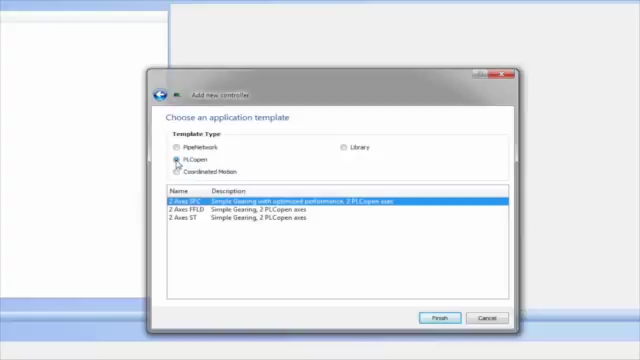 Add new controller
Choose an application template
Template Type
PipeNetwork Library
PLCopen
Coordinated Motion
Name Description
2 Axes SFC Simple Gearing with optimized performance, 2 PLCopen axes
2 Axes FFLD Simple Gearing, 2 PLCopen axes
2 Axes ST Simple Gearing, 2 PLCopen axes
Finish Cancel